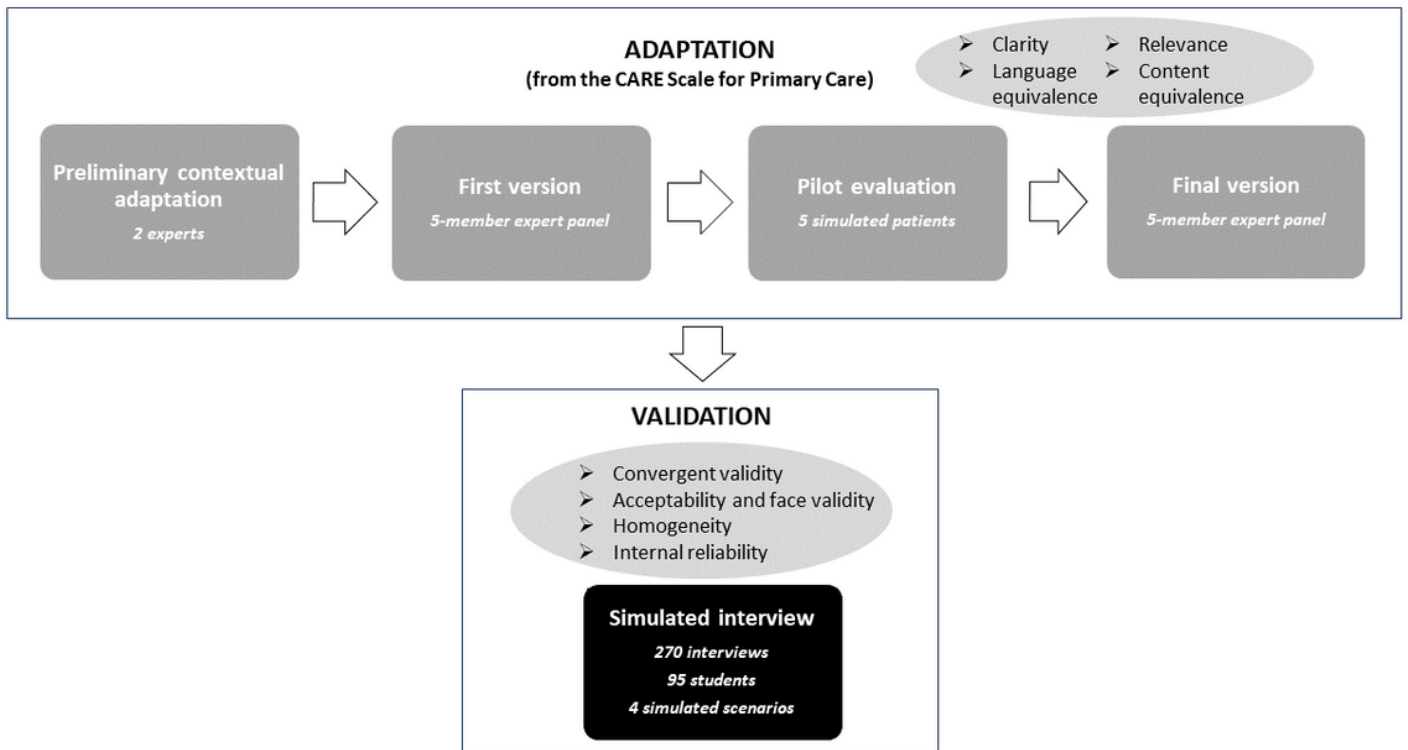 ADAPTATION
(from the CARE Scale for Primary Care)
➢ Clarity
➢ Language
equivalence
➢ Relevance
➢ Content
equivalence
Preliminary contextual
adaptation
2 experts
First version
5-member expert panel
Pilot evaluation
5 simulated patients
Final version
5-member expert panel
VALIDATION
➢ Convergent validity
➢ Acceptability and face validity
➢ Homogeneity
➢ Internal reliability
Simulated interview
270 interviews
95 students
4 simulated scenarios